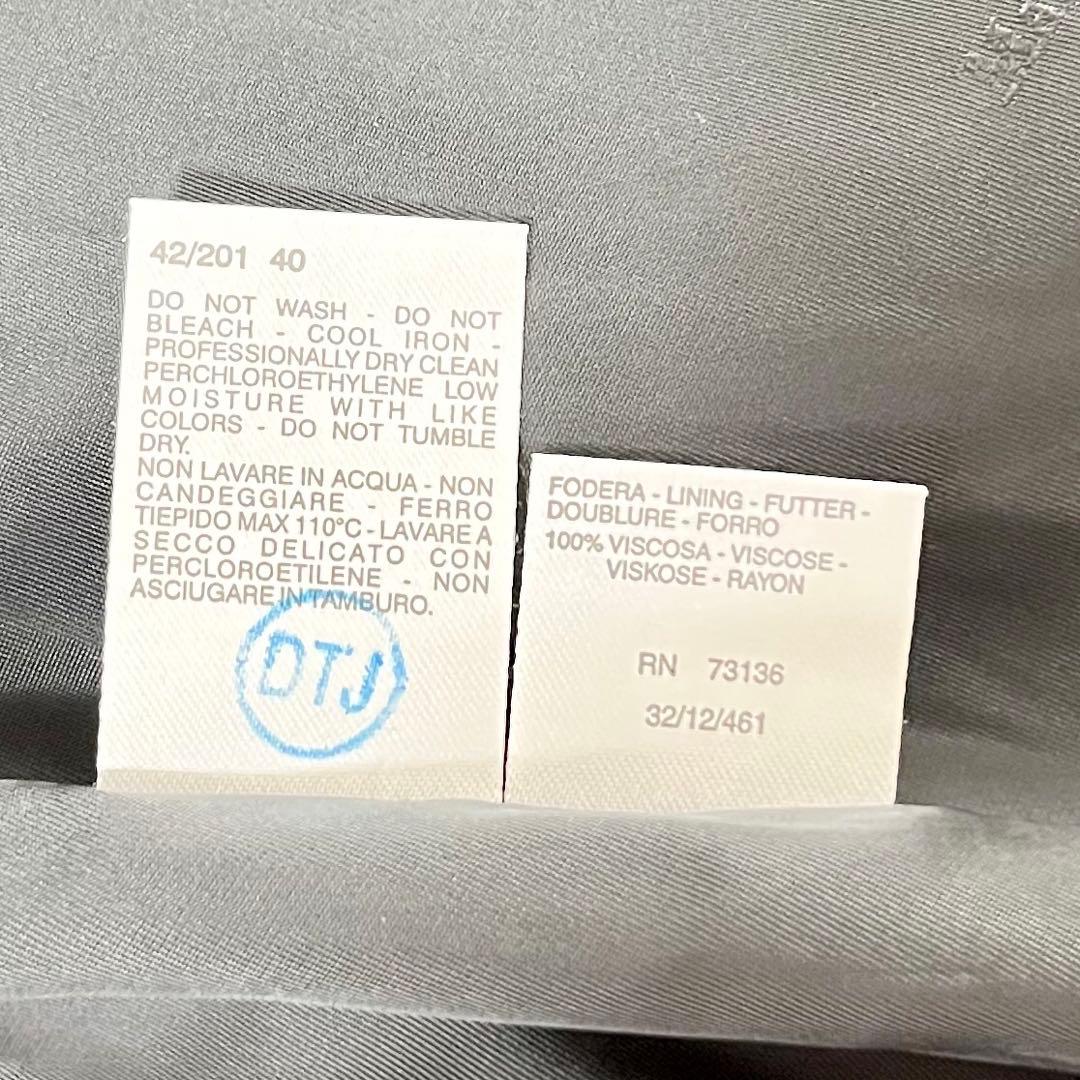 42/201 40
DO NOT WASH - DO NOT
BLEACH - COOL IRON -
PROFESSIONALLY DRY CLEAN
PERCHLOROETHYLENE LOW
MOISTURE WITH LIKE
COLORS - DO NOT TUMBLE
DRY.
NON LAVARE IN ACQUA - NON
CANDEGGIARE - FERRO
TIEPIDO MAX 110°C - LAVARE A
SECCO DELICATO CON
PERCLOROETILENE - NON
ASCIUGARE IN TAMBURO.
DTJ
FODERA - LINING - FUTTER -
DOUBLURE - FORRO
100% VISCOSA - VISCOSE -
VISKOSE - RAYON
RN 73136
32/12/461